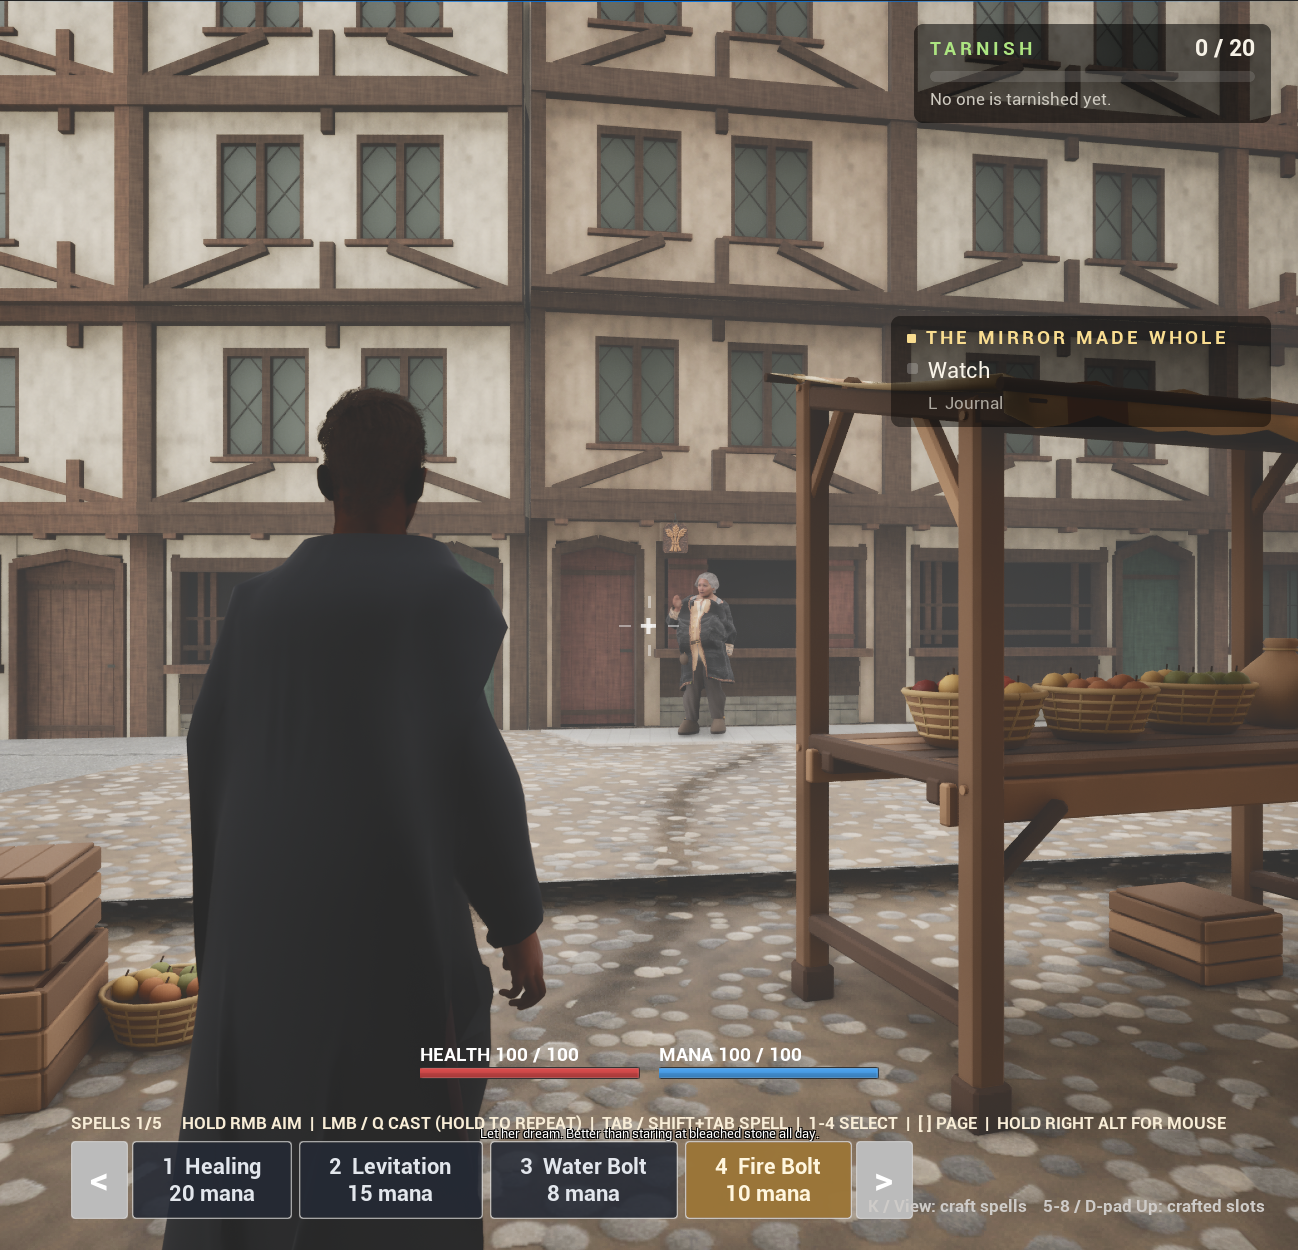 TARNISH 0 / 20
No one is tarnished yet.
THE MIRROR MADE WHOLE
Watch
L Journal
HEALTH 100 / 100 MANA 100 / 100
SPELLS 1/5 HOLD RMB AIM | LMB / Q CAST (HOLD TO REPEAT) | TAB / SHIFT+TAB SPELL | 1-4 SELECT | [ ] PAGE | HOLD RIGHT ALT FOR MOUSE
Let her dream. Better than staring at bleached stone all day.
< 1 Healing 2 Levitation 3 Water Bolt 4 Fire Bolt >
20 mana 15 mana 8 mana 10 mana
K / View: craft spells 5-8 / D-pad Up: crafted slots